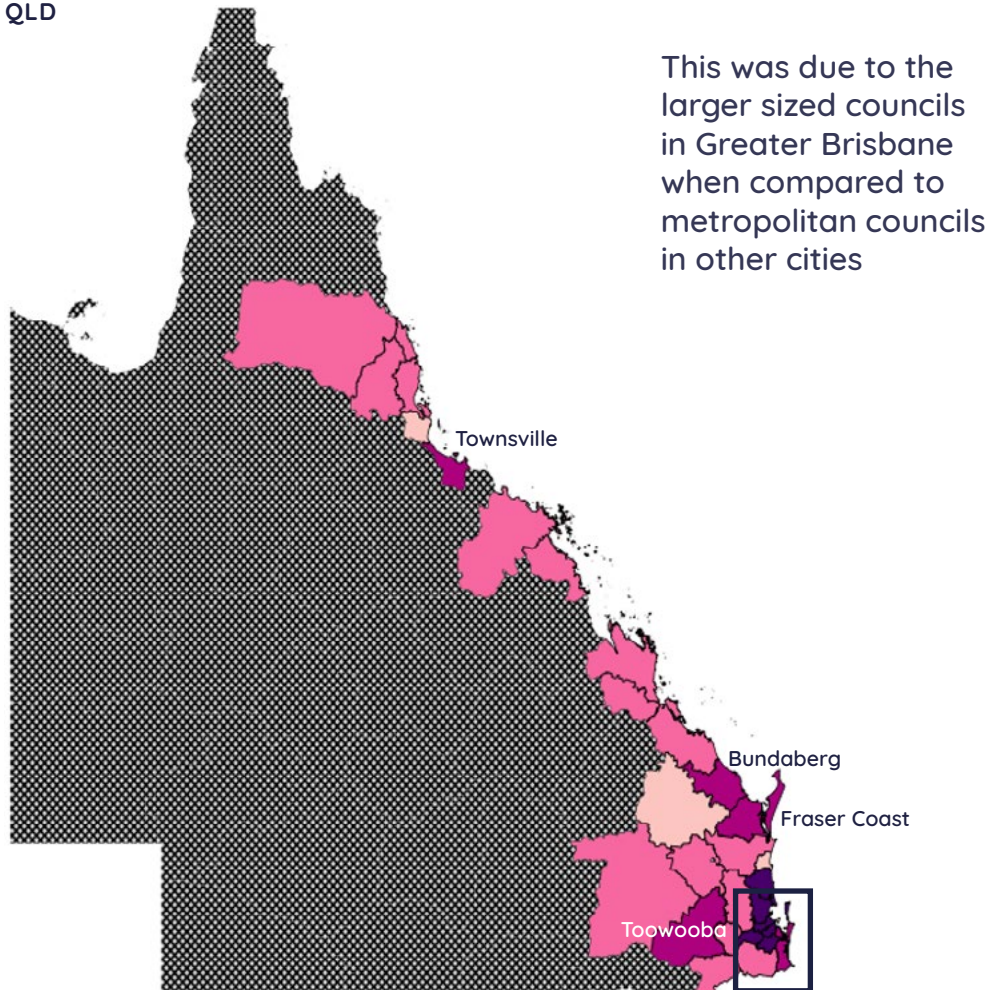 QLD
This was due to the
larger sized councils
in Greater Brisbane
when compared to
metropolitan councils
in other cities
Townsville
Bundaberg
Fraser Coast
Toowooba